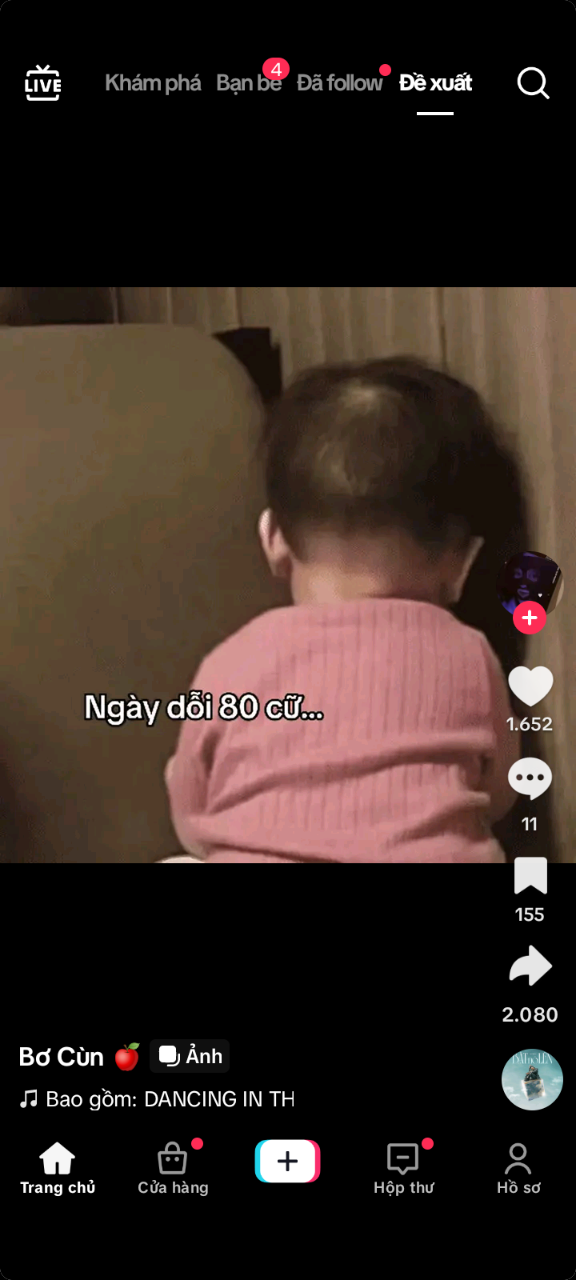 LIVE
Khám phá
Bạn bè
4
Đã follow
Đề xuất
Ngày dỗi 80 cữ...
1.652
11
155
2.080
Bơ Cùn 🍎
Ảnh
Bao gồm: DANCING IN TH
Trang chủ
Cửa hàng
Hộp thư
Hồ sơ